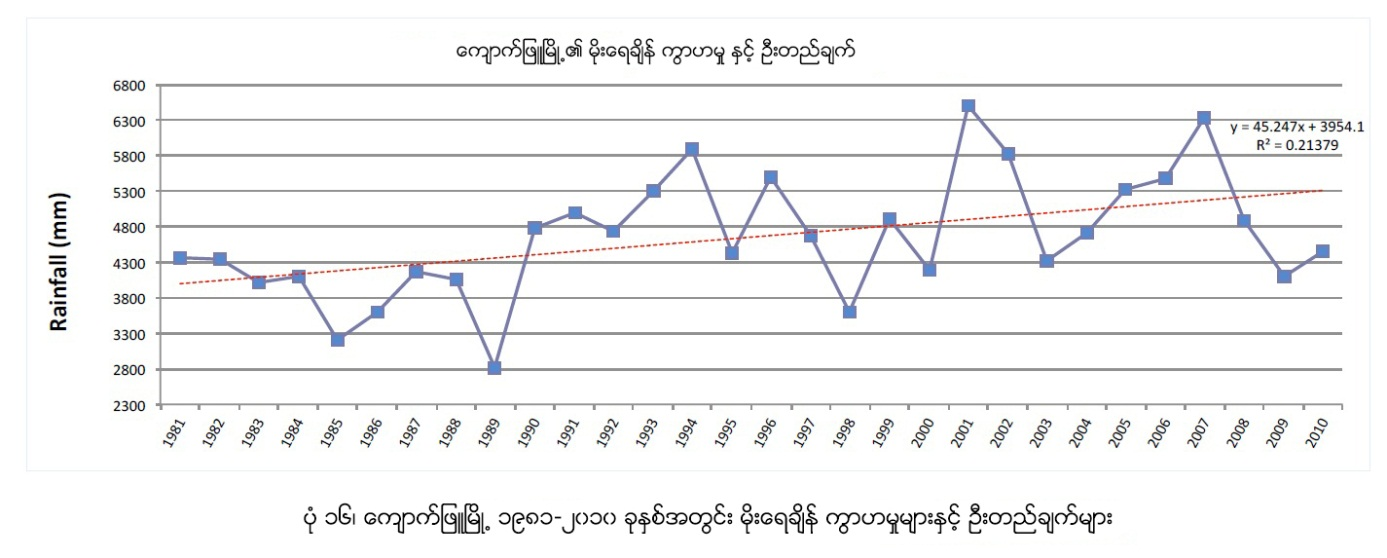 ကျောက်ဖြူမြို့၏ မိုးရေချိန် ကွာဟမှု နှင့် ဦးတည်ချက်
6800
6300
5800
5300
4800
4300
3800
3300
2800
2300
Rainfall (mm)
y = 45.247x + 3954.1
R² = 0.21379
1981 1982 1983 1984 1985 1986 1987 1988 1989 1990 1991 1992 1993 1994 1995 1996 1997 1998 1999 2000 2001 2002 2003 2004 2005 2006 2007 2008 2009 2010
ပုံ ၁၆၊ ကျောက်ဖြူမြို့ ၁၉၈၁-၂၀၁၀ ခုနှစ်အတွင်း မိုးရေချိန် ကွာဟမှုများနှင့် ဦးတည်ချက်များ